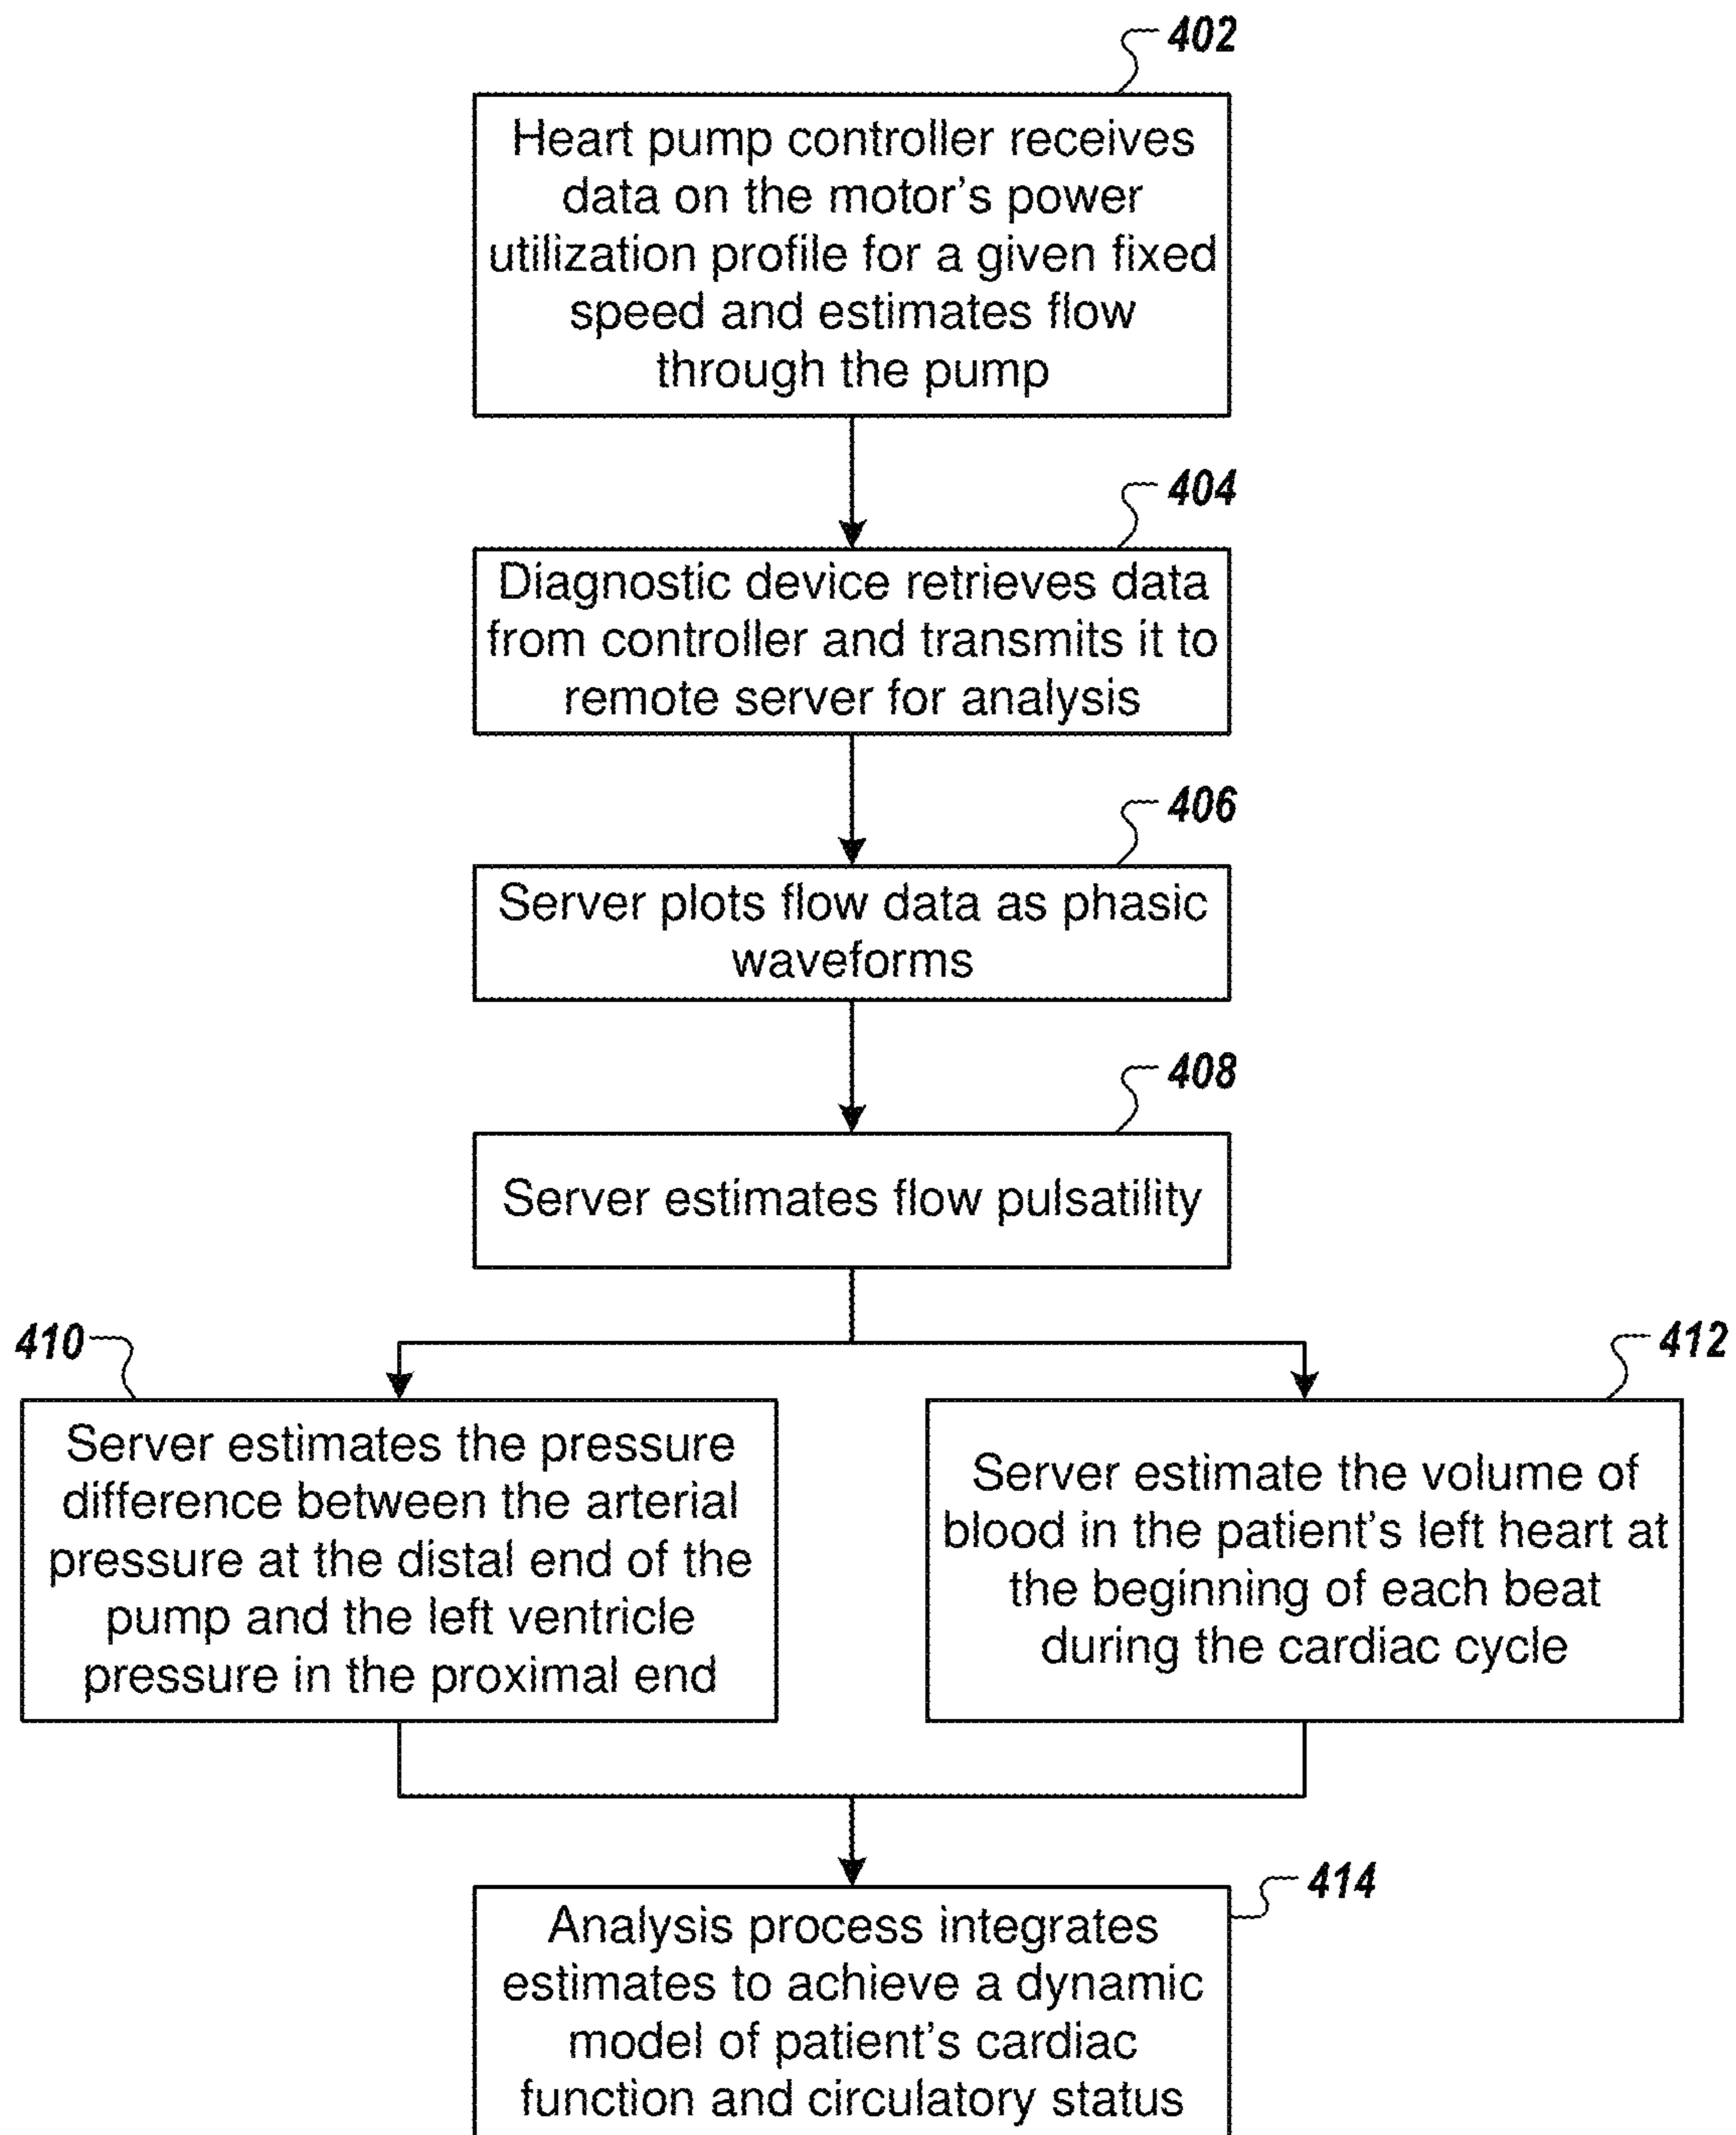 402
Heart pump controller receives
data on the motor's power
utilization profile for a given fixed
speed and estimates flow
through the pump
404
Diagnostic device retrieves data
from controller and transmits it to
remote server for analysis
406
Server plots flow data as phasic
waveforms
408
Server estimates flow pulsatility
410
Server estimates the pressure
difference between the arterial
pressure at the distal end of the
pump and the left ventricle
pressure in the proximal end
412
Server estimate the volume of
blood in the patient's left heart at
the beginning of each beat
during the cardiac cycle
414
Analysis process integrates
estimates to achieve a dynamic
model of patient's cardiac
function and circulatory status